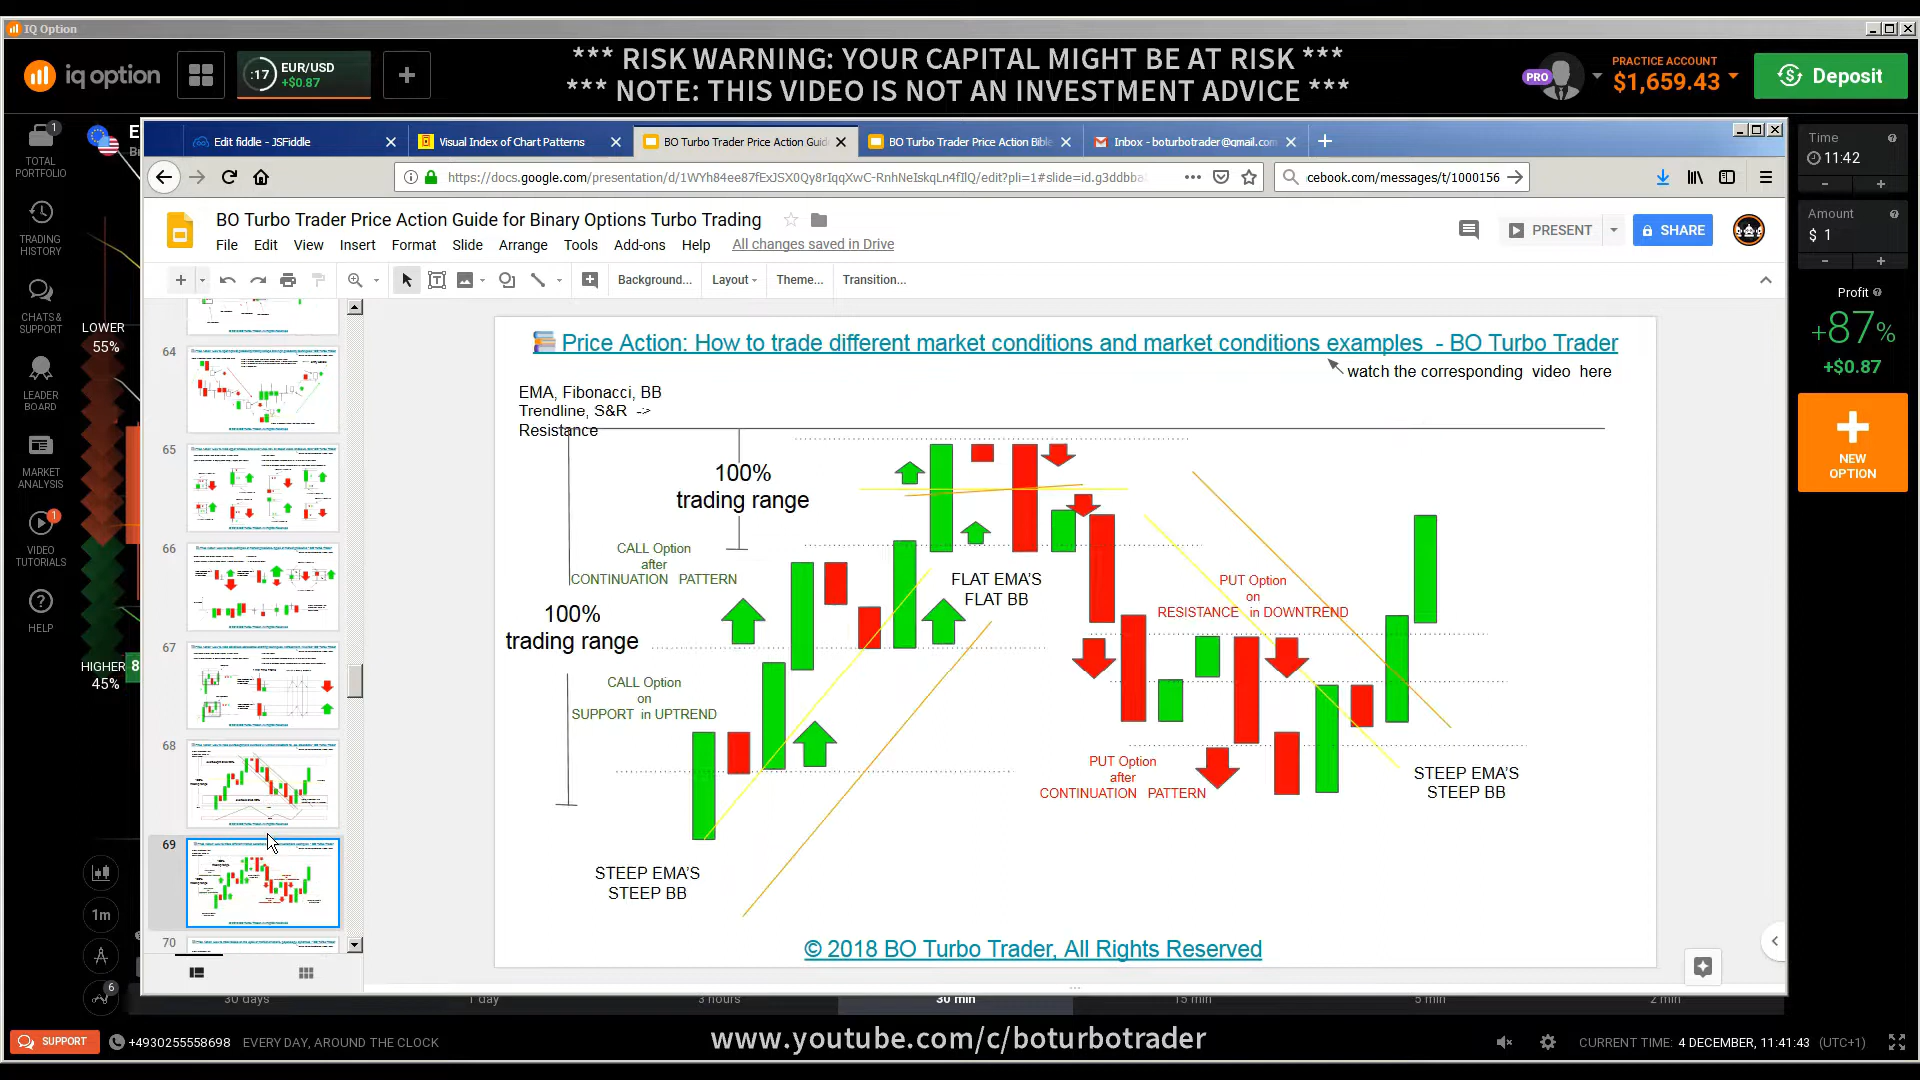 IQ Option
*** RISK WARNING: YOUR CAPITAL MIGHT BE AT RISK ***
*** NOTE: THIS VIDEO IS NOT AN INVESTMENT ADVICE ***
iq option
:17
EUR/USD
+$0.87
PRO
PRACTICE ACCOUNT
$1,659.43
Deposit
Edit fiddle - JSFiddle
Visual Index of Chart Patterns
BO Turbo Trader Price Action Guid
BO Turbo Trader Price Action Bible
Inbox - boturbotrader@gmail.com
https://docs.google.com/presentation/d/1WYh84ee87fExJSX0Qy8rIqqXwC-RnhNeIskqLn4fIlQ/edit?pli=1#slide=id.g3ddbba
cebook.com/messages/t/1000156
BO Turbo Trader Price Action Guide for Binary Options Turbo Trading
File Edit View Insert Format Slide Arrange Tools Add-ons Help All changes saved in Drive
PRESENT
SHARE
Background... Layout Theme... Transition...
1
TOTAL PORTFOLIO
TRADING HISTORY
CHATS & SUPPORT
LEADER BOARD
MARKET ANALYSIS
1
VIDEO TUTORIALS
HELP
1m
6
LOWER
55%
HIGHER
45%
64
65
66
67
68
69
70
Price Action: How to trade different market conditions and market conditions examples - BO Turbo Trader
watch the corresponding video here
EMA, Fibonacci, BB
Trendline, S&R ->
Resistance
100%
trading range
CALL Option
after
CONTINUATION PATTERN
100%
trading range
CALL Option
on
SUPPORT in UPTREND
FLAT EMA'S
FLAT BB
PUT Option
on
RESISTANCE in DOWNTREND
PUT Option
after
CONTINUATION PATTERN
STEEP EMA'S
STEEP BB
STEEP EMA'S
STEEP BB
© 2018 BO Turbo Trader, All Rights Reserved
Time
11:42
Amount
$ 1
Profit
+87%
+$0.87
NEW
OPTION
30 days
1 day
3 hours
30 min
15 min
5 min
2 min
SUPPORT
+4930255558698
EVERY DAY, AROUND THE CLOCK
www.youtube.com/c/boturbotrader
CURRENT TIME: 4 DECEMBER, 11:41:43 (UTC+1)